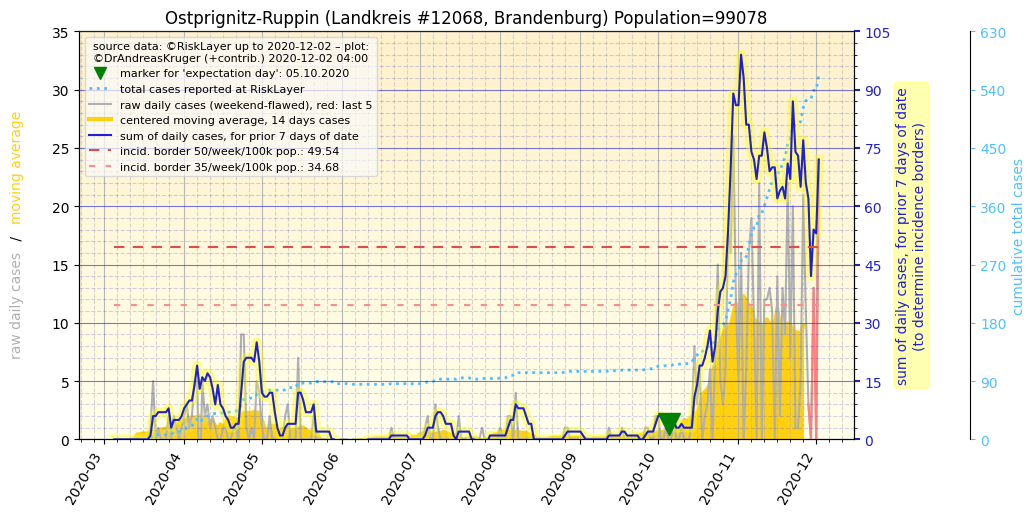 Ostprignitz-Ruppin (Landkreis #12068, Brandenburg) Population=99078
source data: ©RiskLayer up to 2020-12-02 – plot:
©DrAndreasKruger (+contrib.) 2020-12-02 04:00
marker for 'expectation day': 05.10.2020
total cases reported at RiskLayer
raw daily cases (weekend-flawed), red: last 5
centered moving average, 14 days cases
sum of daily cases, for prior 7 days of date
incid. border 50/week/100k pop.: 49.54
incid. border 35/week/100k pop.: 34.68
raw daily cases / moving average
35
30
25
20
15
10
5
0
2020-03
2020-04
2020-05
2020-06
2020-07
2020-08
2020-09
2020-10
2020-11
2020-12
105
90
75
60
45
30
15
0
sum of daily cases, for prior 7 days of date
(to determine incidence borders)
630
540
450
360
270
180
90
0
cumulative total cases